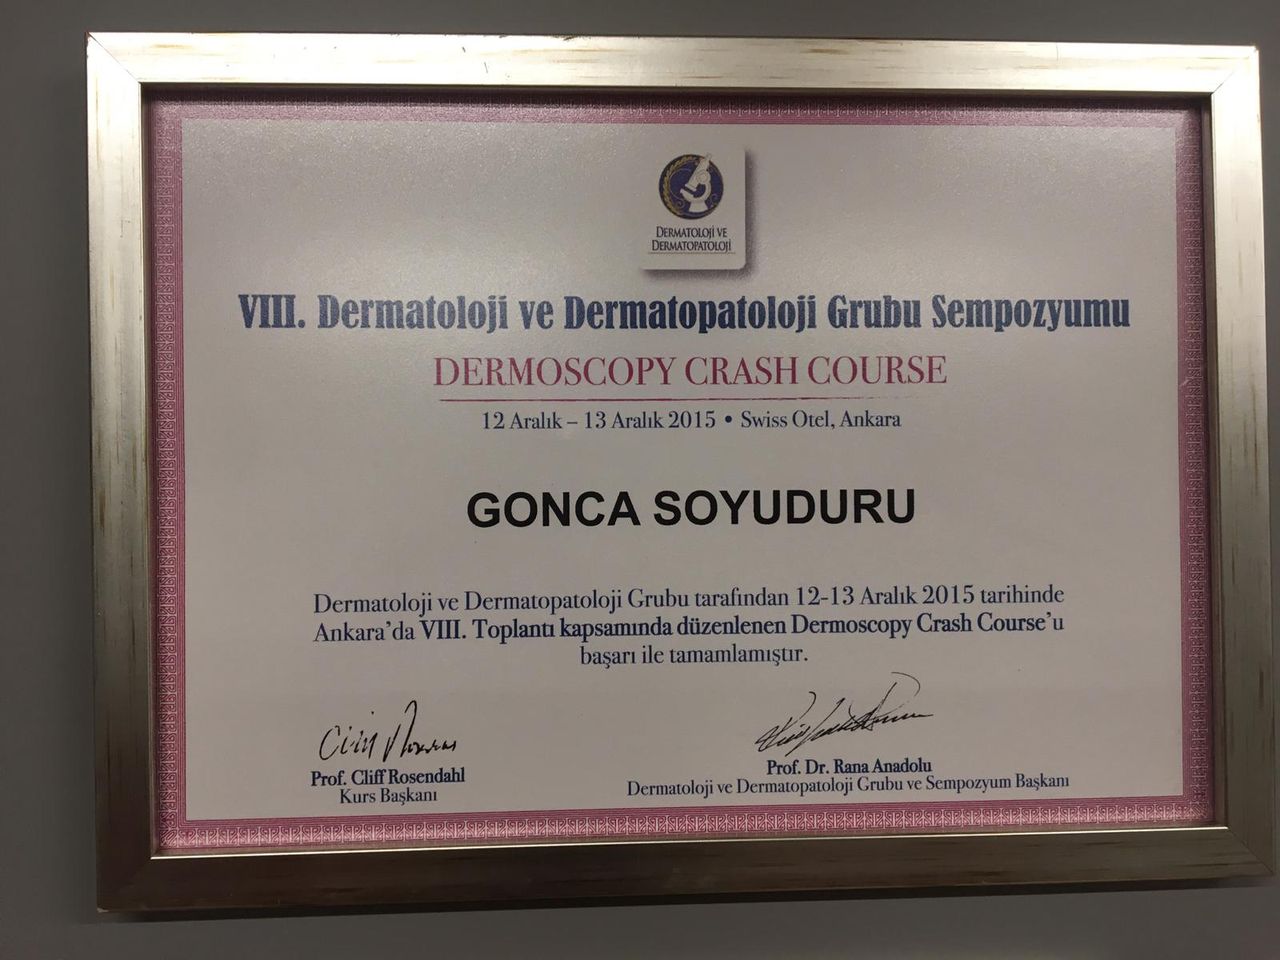 DERMATOLOJİ VE
DERMATOPATOLOJİ
VIII. Dermatoloji ve Dermatopatoloji Grubu Sempozyumu
DERMOSCOPY CRASH COURSE
12 Aralık – 13 Aralık 2015 • Swiss Otel, Ankara
GONCA SOYUDURU
Dermatoloji ve Dermatopatoloji Grubu tarafından 12-13 Aralık 2015 tarihinde
Ankara'da VIII. Toplantı kapsamında düzenlenen Dermoscopy Crash Course'u
başarı ile tamamlamıştır.
Prof. Cliff Rosendahl
Kurs Başkanı
Prof. Dr. Rana Anadolu
Dermatoloji ve Dermatopatoloji Grubu ve Sempozyum Başkanı